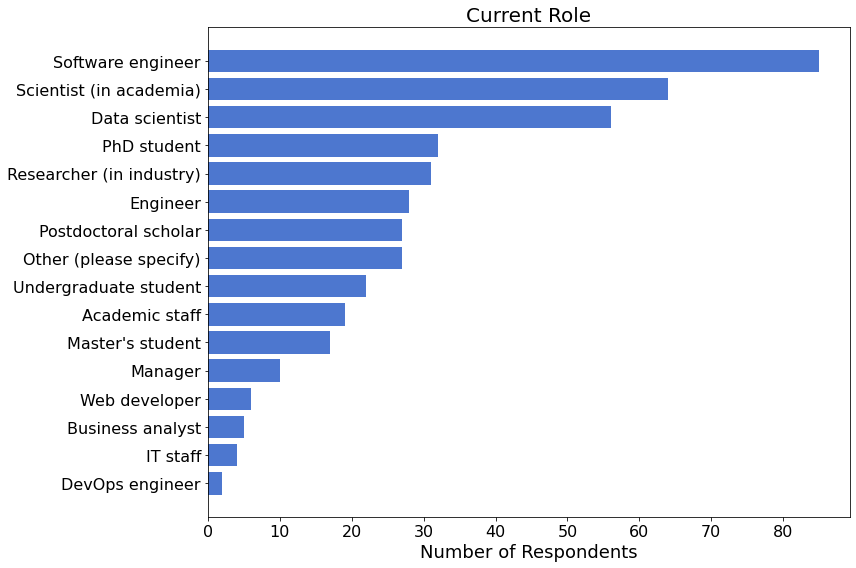 Current Role
Software engineer
Scientist (in academia)
Data scientist
PhD student
Researcher (in industry)
Engineer
Postdoctoral scholar
Other (please specify)
Undergraduate student
Academic staff
Master's student
Manager
Web developer
Business analyst
IT staff
DevOps engineer
0 10 20 30 40 50 60 70 80
Number of Respondents